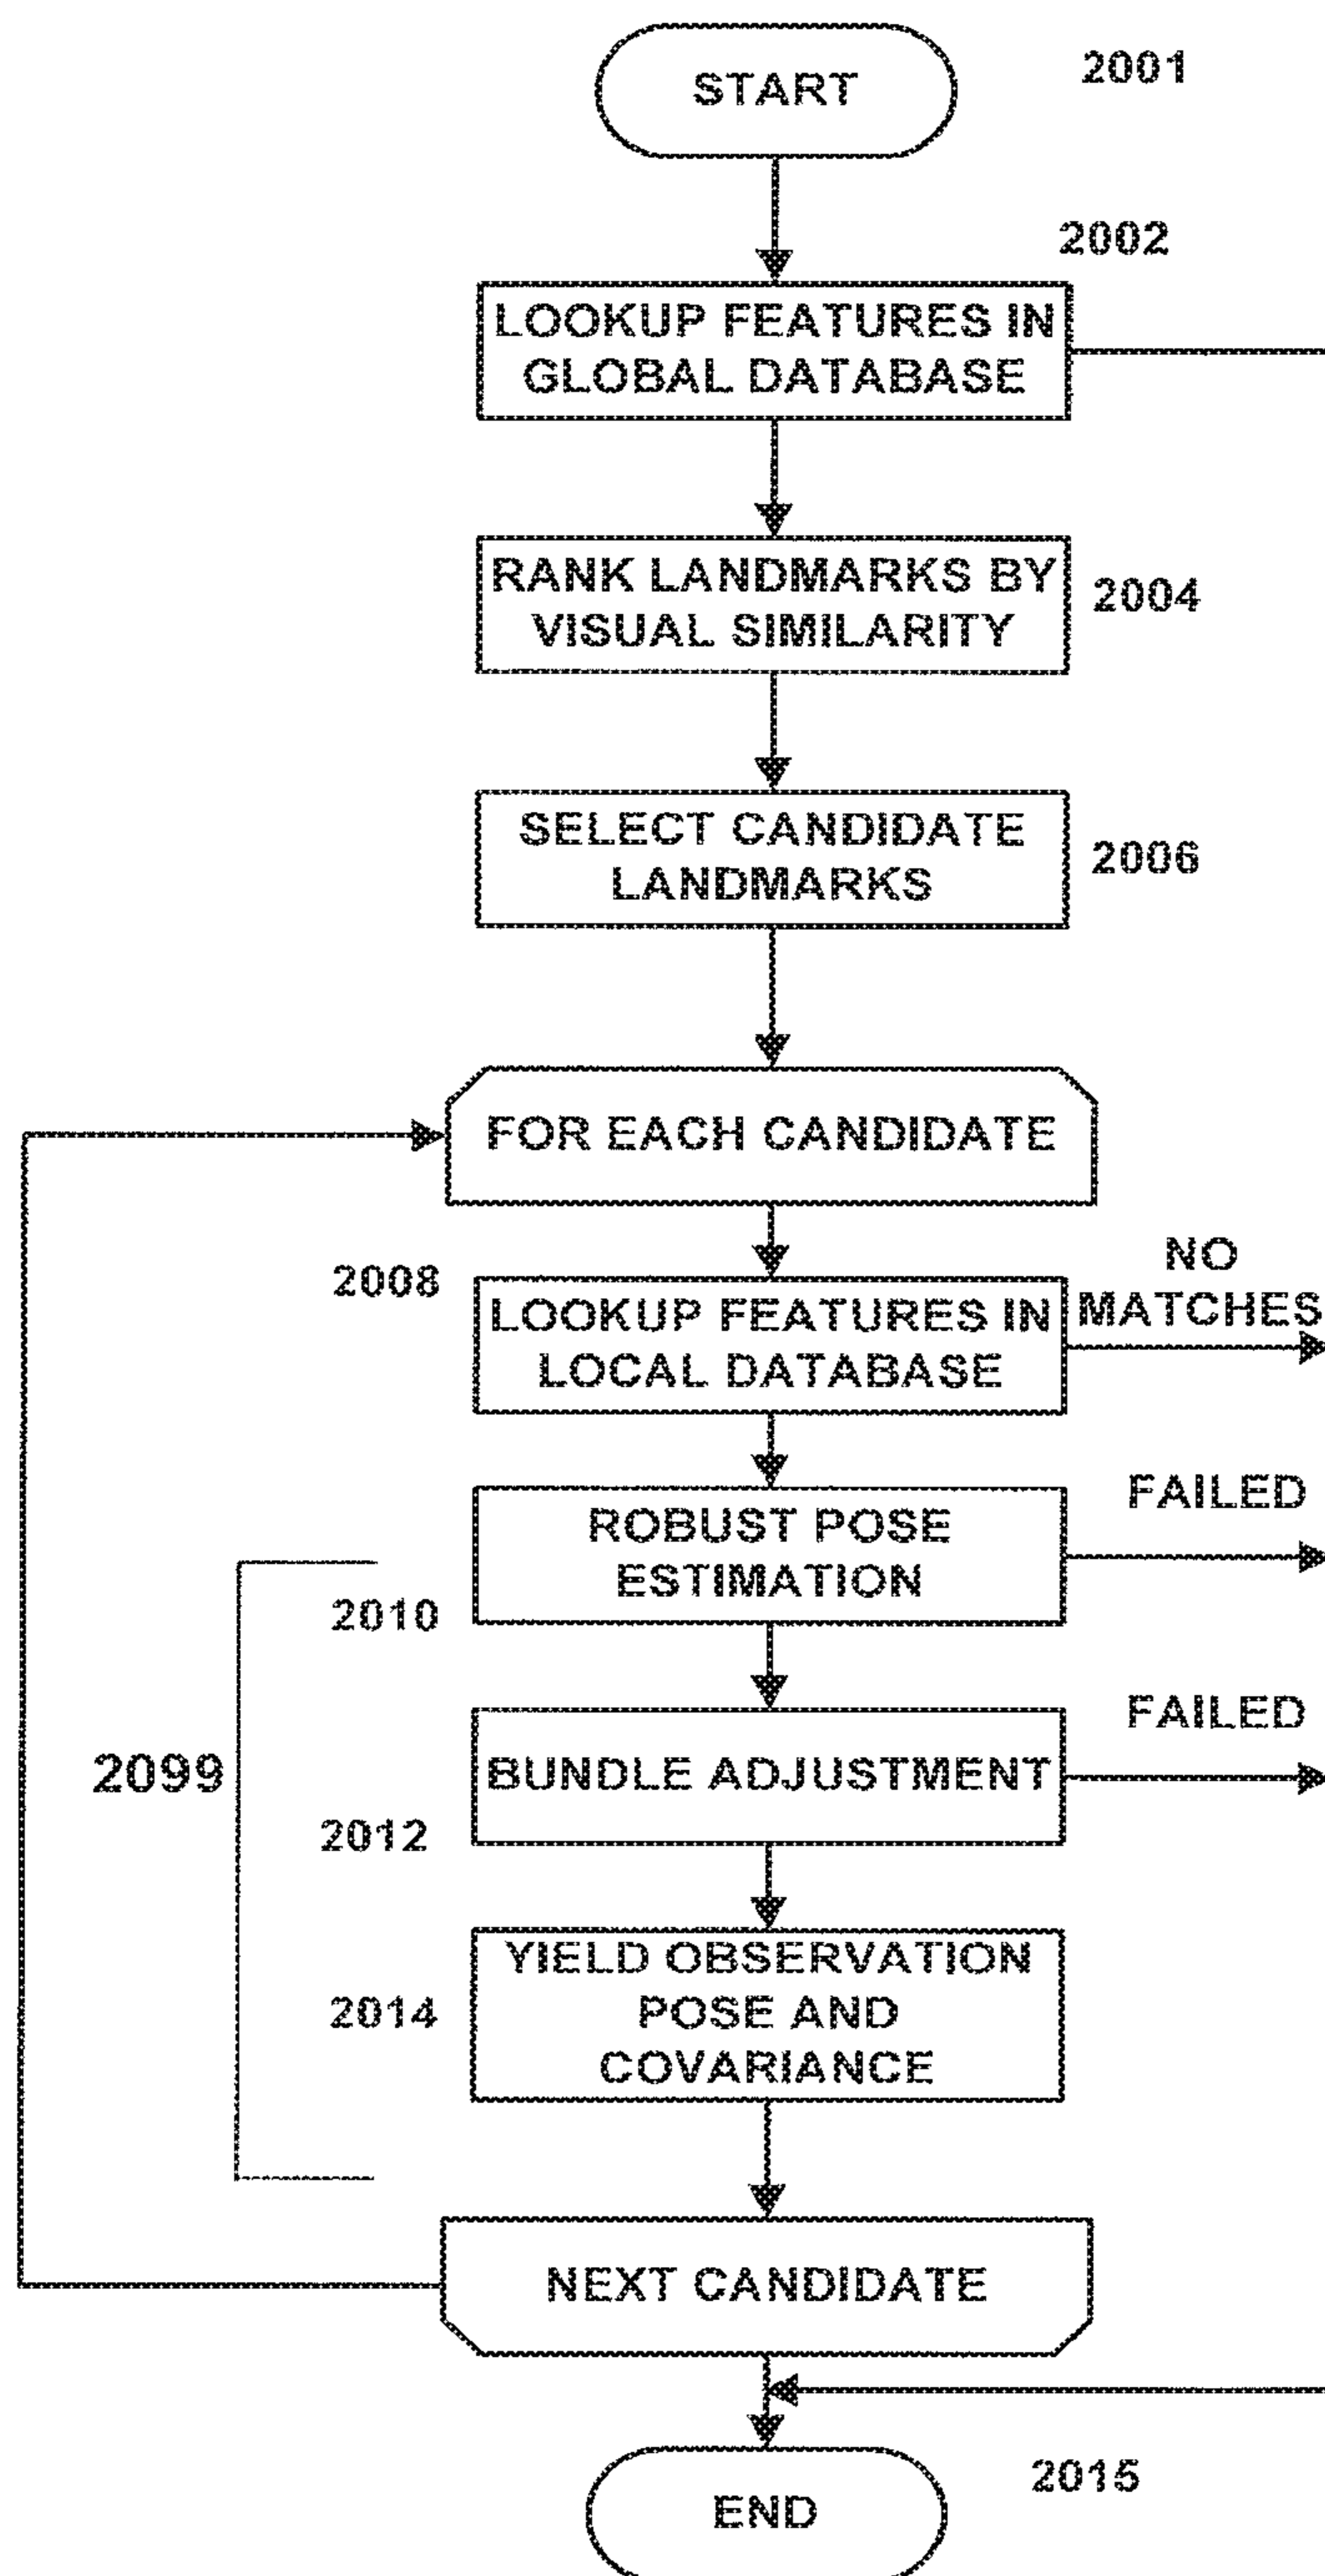 START
2001
2002
LOOKUP FEATURES IN
GLOBAL DATABASE
RANK LANDMARKS BY
VISUAL SIMILARITY
2004
SELECT CANDIDATE
LANDMARKS
2006
FOR EACH CANDIDATE
2008
LOOKUP FEATURES IN
LOCAL DATABASE
NO
MATCHES
ROBUST POSE
ESTIMATION
FAILED
2010
BUNDLE ADJUSTMENT
FAILED
2099
2012
YIELD OBSERVATION
POSE AND
COVARIANCE
2014
NEXT CANDIDATE
END
2015